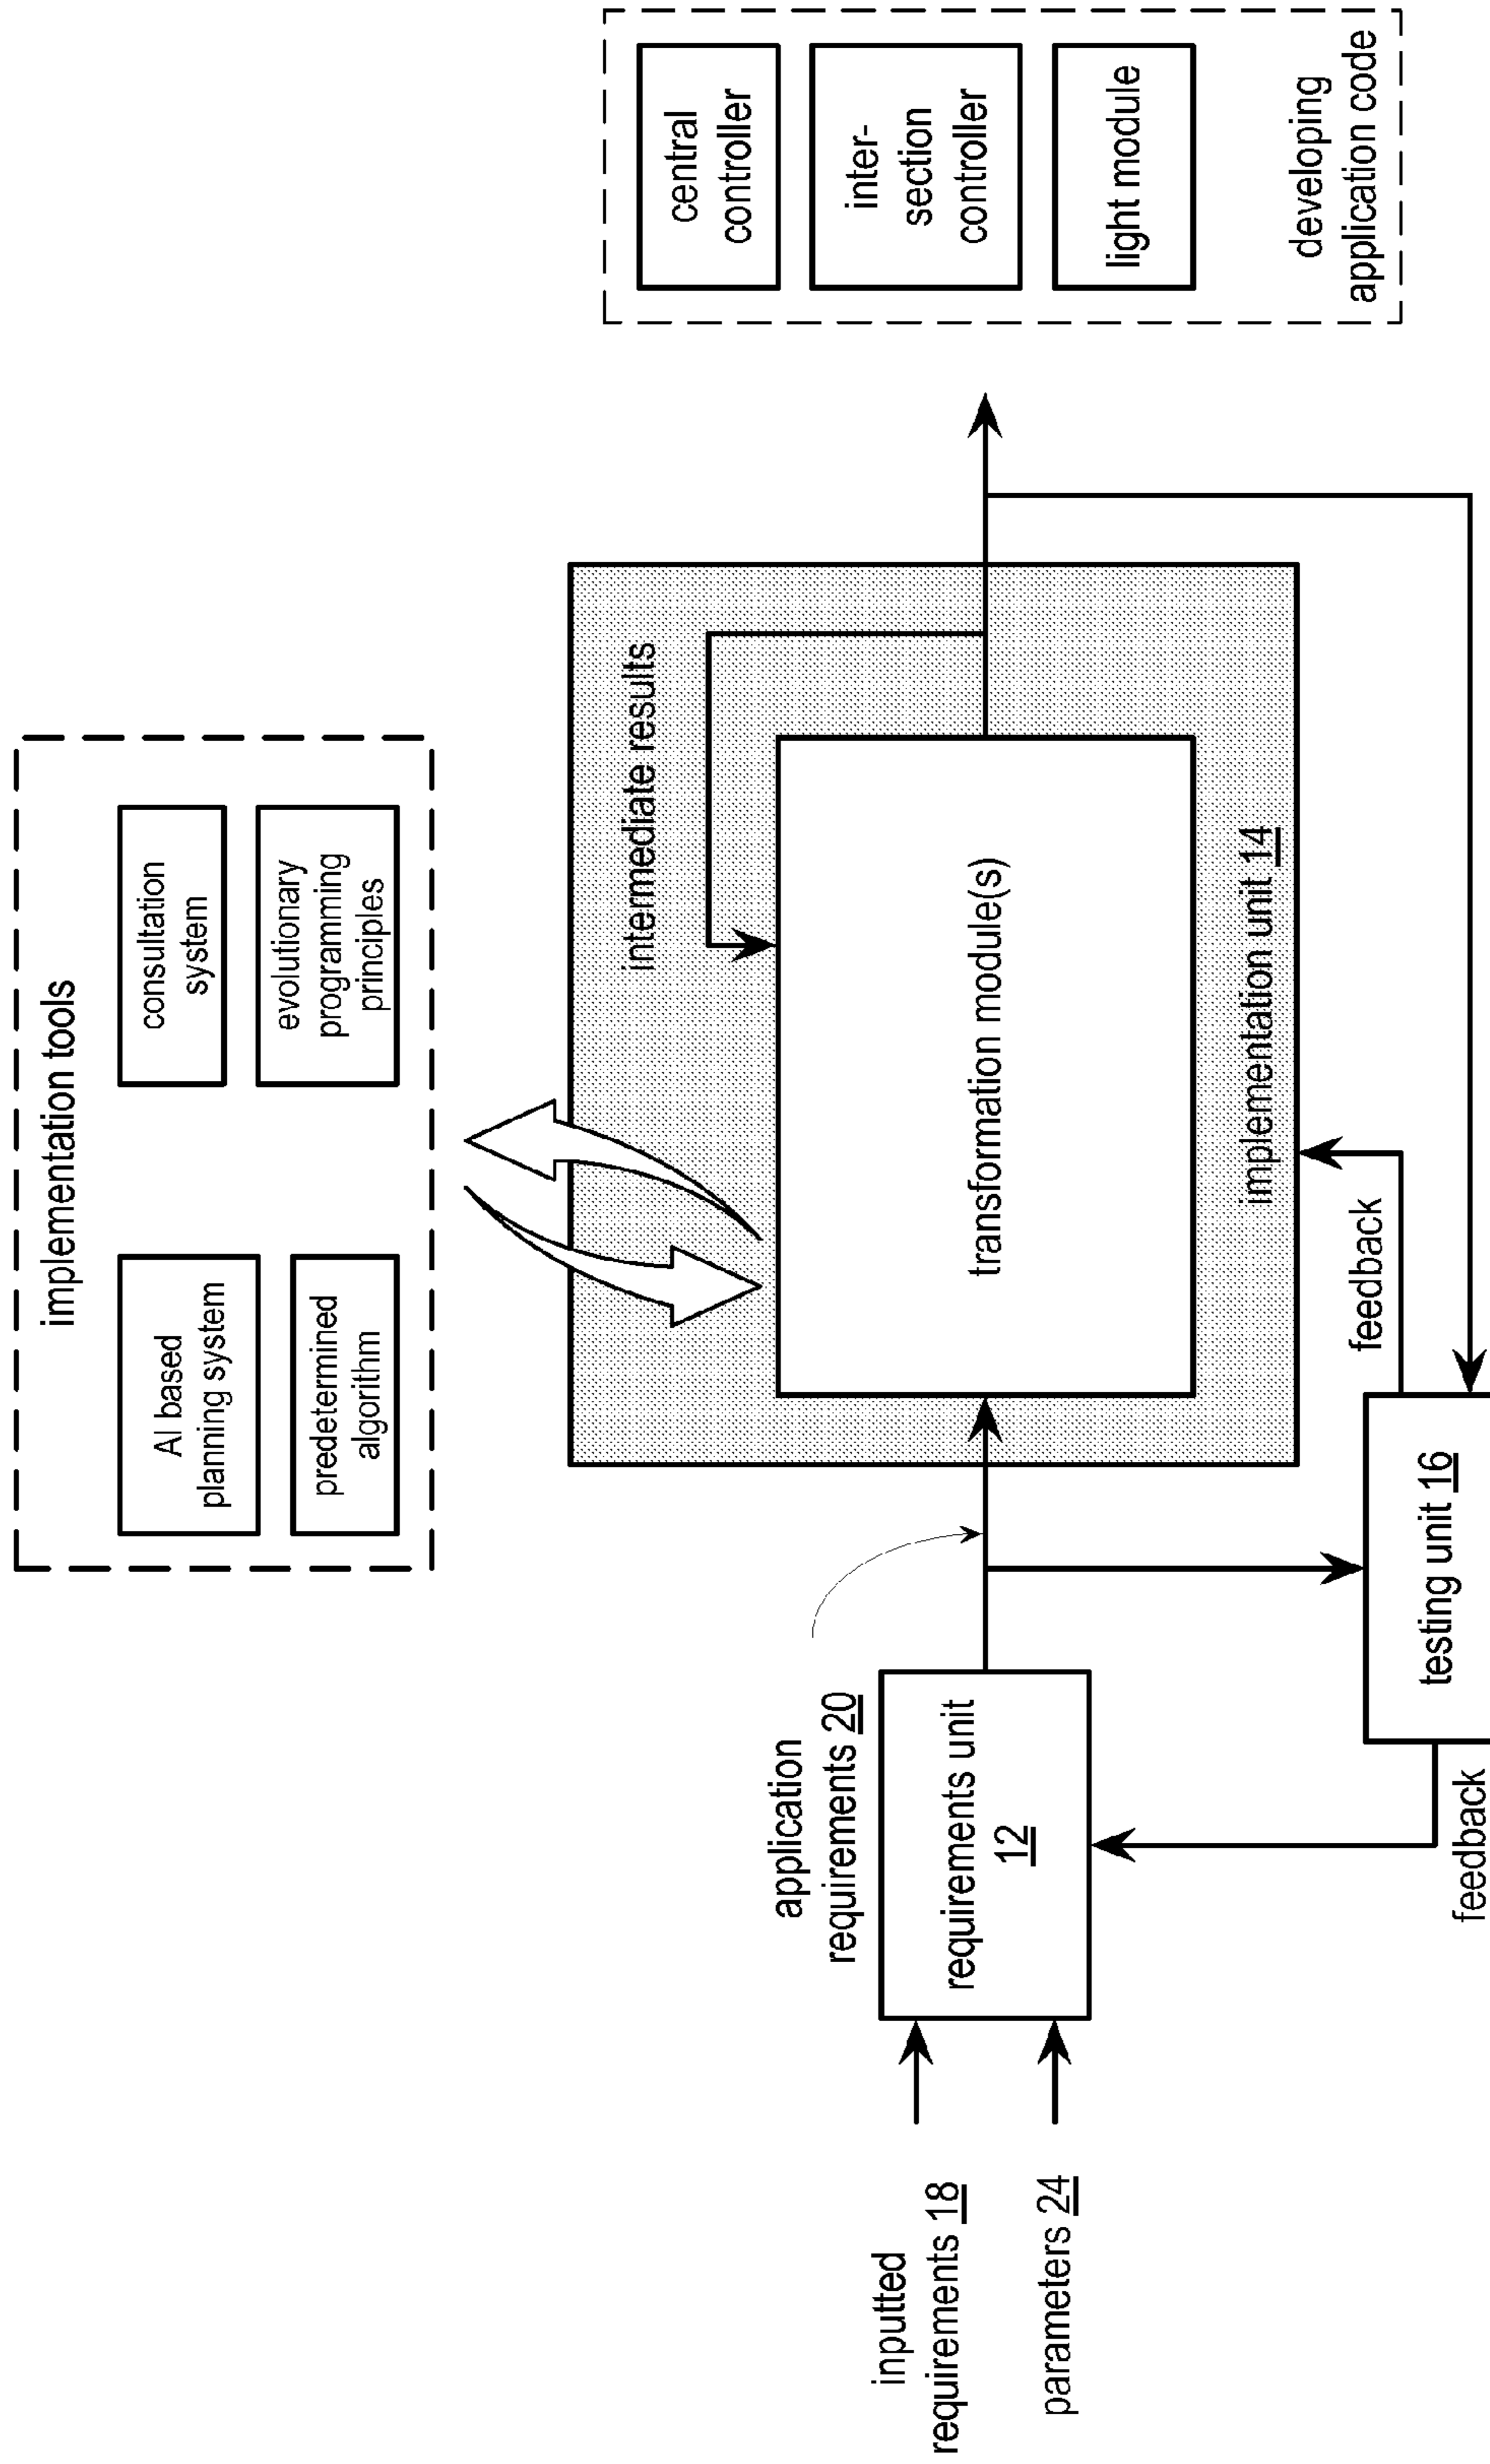 implementation tools
AI based
planning system
consultation
system
predetermined
algorithm
evolutionary
programming
principles
central
controller
inter-
section
controller
light module
developing
application code
intermediate results
transformation module(s)
implementation unit 14
application
requirements 20
inputted
requirements 18
parameters 24
requirements unit
12
feedback
testing unit 16
feedback